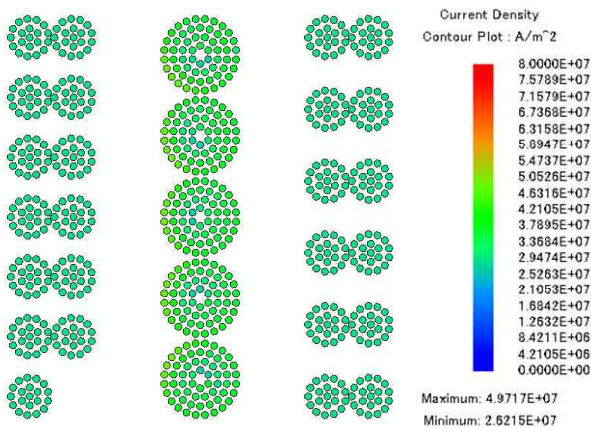 Current Density
Contour Plot : A/m^2
8.0000E+07
7.5789E+07
7.1579E+07
6.7368E+07
6.3158E+07
5.8947E+07
5.4737E+07
5.0526E+07
4.6316E+07
4.2105E+07
3.7895E+07
3.3684E+07
2.9474E+07
2.5263E+07
2.1053E+07
1.6842E+07
1.2632E+07
8.4211E+06
4.2105E+06
0.0000E+00
Maximum: 4.9717E+07
Minimum: 2.6215E+07